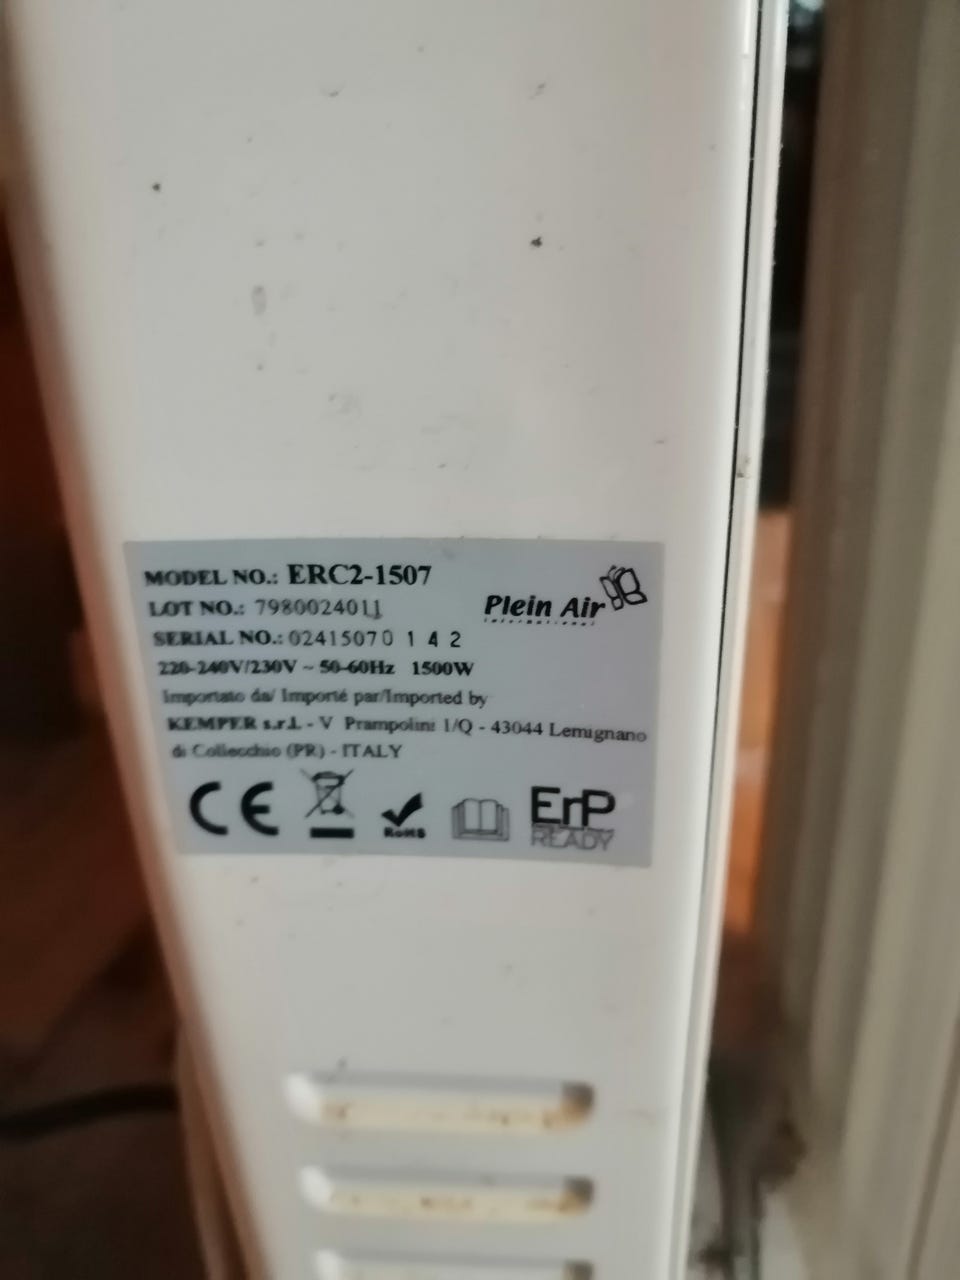 MODEL NO.: ERC2-1507
LOT NO.: 7980024011
Plein Air
international
SERIAL NO.: 02415070 1 4 2
220-240V/230V ~ 50-60Hz 1500W
Importato da/ Importé par/Imported by
KEMPER s.r.l. - V Prampolini 1/Q - 43044 Lemignano
di Collecchio (PR) - ITALY
CE
RoHS
ErP
READY